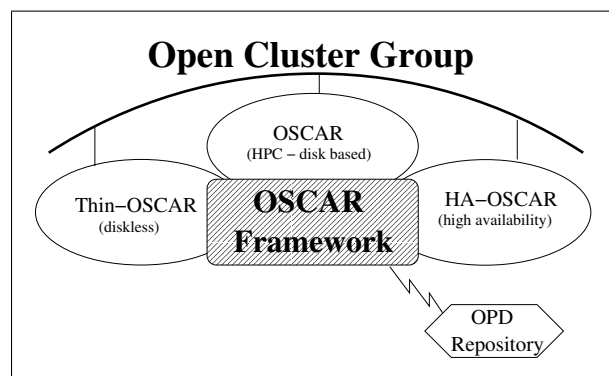 Open Cluster Group
OSCAR
(HPC − disk based)
Thin−OSCAR
(diskless)
OSCAR
Framework
HA−OSCAR
(high availability)
OPD
Repository